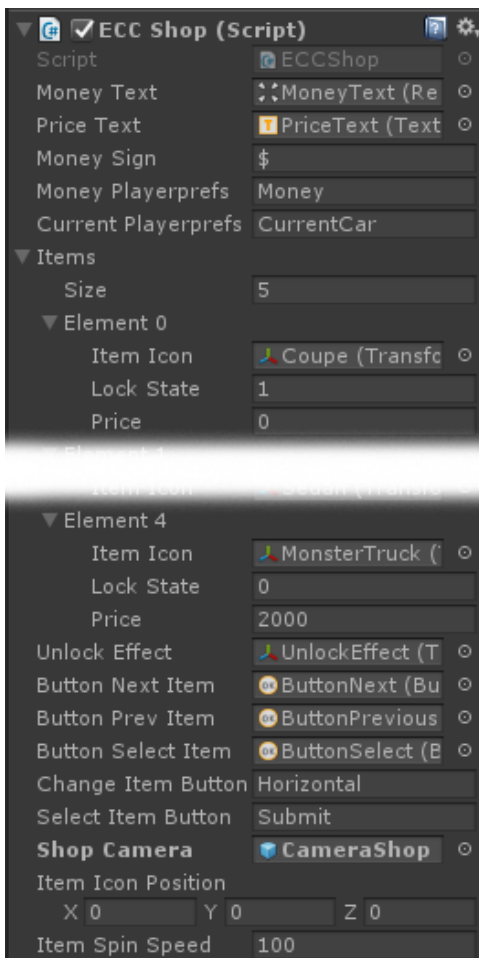 ECC Shop (Script)
Script ECCShop
Money Text MoneyText (Re
Price Text PriceText (Text
Money Sign $
Money Playerprefs Money
Current Playerprefs CurrentCar
Items
Size 5
Element 0
Item Icon Coupe (Transfo
Lock State 1
Price 0
Element 4
Item Icon MonsterTruck (T
Lock State 0
Price 2000
Unlock Effect UnlockEffect (T
Button Next Item ButtonNext (Bu
Button Prev Item ButtonPrevious
Button Select Item ButtonSelect (B
Change Item Button Horizontal
Select Item Button Submit
Shop Camera CameraShop
Item Icon Position
X 0 Y 0 Z 0
Item Spin Speed 100